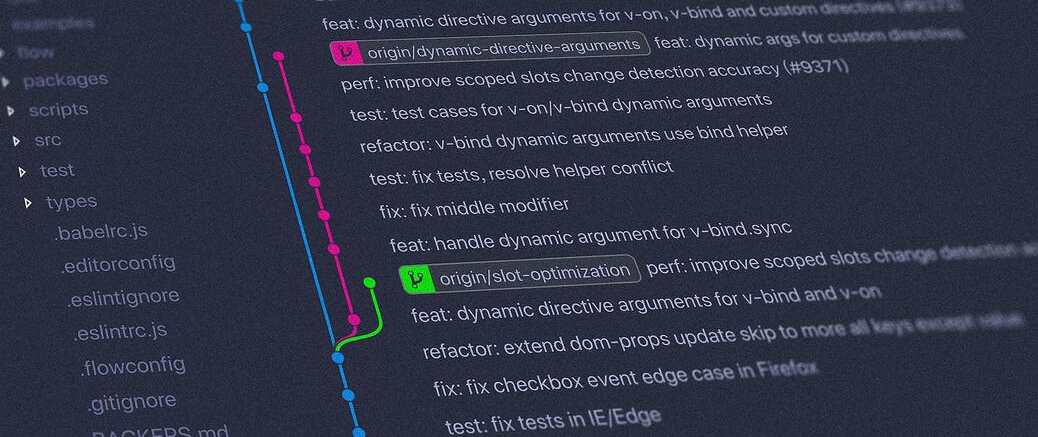 examples
flow
packages
scripts
src
test
types
.babelrc.js
.editorconfig
.eslintignore
.eslintrc.js
.flowconfig
.gitignore
BACKERS.md
feat: dynamic directive arguments for v-on, v-bind and custom directives
origin/dynamic-directive-arguments feat: dynamic args for custom directives
perf: improve scoped slots change detection accuracy (#9371)
test: test cases for v-on/v-bind dynamic arguments
refactor: v-bind dynamic arguments use bind helper
test: fix tests, resolve helper conflict
fix: fix middle modifier
feat: handle dynamic argument for v-bind.sync
origin/slot-optimization perf: improve scoped slots change detection
feat: dynamic directive arguments for v-bind and v-on
refactor: extend dom-props update skip to more all keys except value
fix: fix checkbox event edge case in Firefox
test: fix tests in IE/Edge